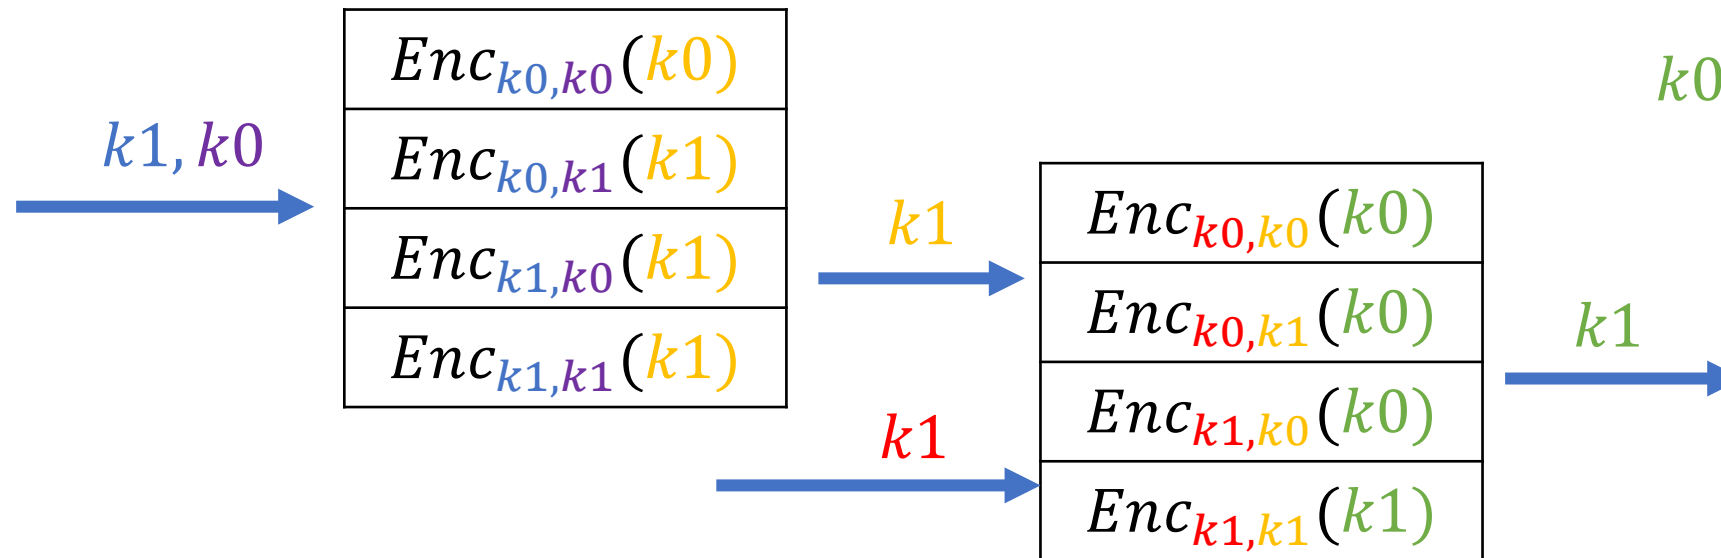 k1, k0
Enc_{k0,k0}(k0)
Enc_{k0,k1}(k1)
Enc_{k1,k0}(k1)
Enc_{k1,k1}(k1)
k1
k1
Enc_{k0,k0}(k0)
Enc_{k0,k1}(k0)
Enc_{k1,k0}(k0)
Enc_{k1,k1}(k1)
k0
k1